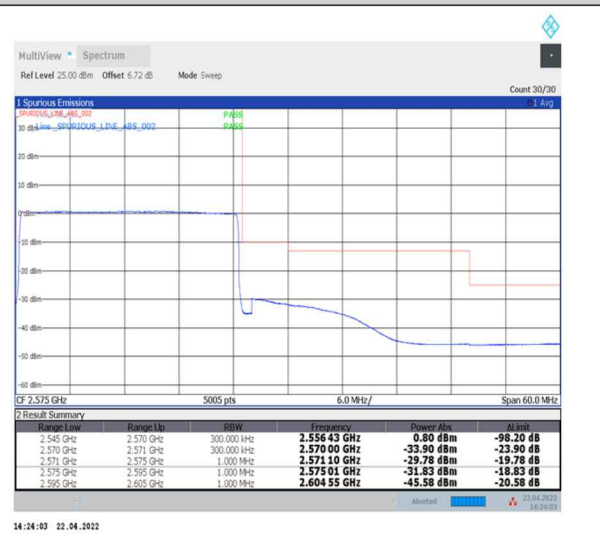 MultiView Spectrum
Ref Level 25.00 dBm Offset 6.72 dB Mode Sweep
Count 30/30
1 Spurious Emissions 1 Avg
_SPURIOUS_LINE_ABS_002 PASS
30 dBm Line _SPURIOUS_LINE_ABS_002 PASS
20 dBm
10 dBm
0 dBm
-10 dBm
-20 dBm
-30 dBm
-40 dBm
-50 dBm
-60 dBm
CF 2.575 GHz 5005 pts 6.0 MHz/ Span 60.0 MHz
2 Result Summary
Range Low Range Up RBW Frequency Power Abs ΔLimit
2.545 GHz 2.570 GHz 300.000 kHz 2.556 43 GHz 0.80 dBm -98.20 dB
2.570 GHz 2.571 GHz 300.000 kHz 2.570 00 GHz -33.90 dBm -23.90 dB
2.571 GHz 2.575 GHz 1.000 MHz 2.571 10 GHz -29.78 dBm -19.78 dB
2.575 GHz 2.595 GHz 1.000 MHz 2.575 01 GHz -31.83 dBm -18.83 dB
2.595 GHz 2.605 GHz 1.000 MHz 2.604 55 GHz -45.58 dBm -20.58 dB
Aborted 22.04.2022
14:24:03
14:24:03 22.04.2022